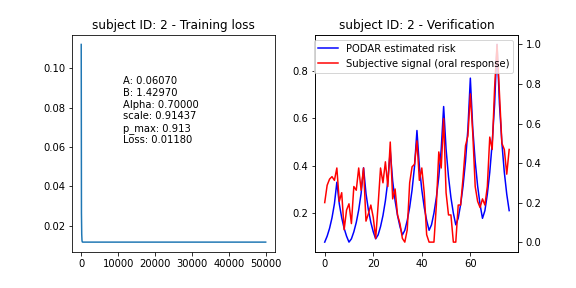 subject ID: 2 - Training loss
0.10
0.08
0.06
0.04
0.02
A: 0.06070
B: 1.42970
Alpha: 0.70000
scale: 0.91437
p_max: 0.913
Loss: 0.01180
0 10000 20000 30000 40000 50000
subject ID: 2 - Verification
PODAR estimated risk
Subjective signal (oral response)
0.8
0.6
0.4
0.2
1.0
0.8
0.6
0.4
0.2
0.0
0 20 40 60